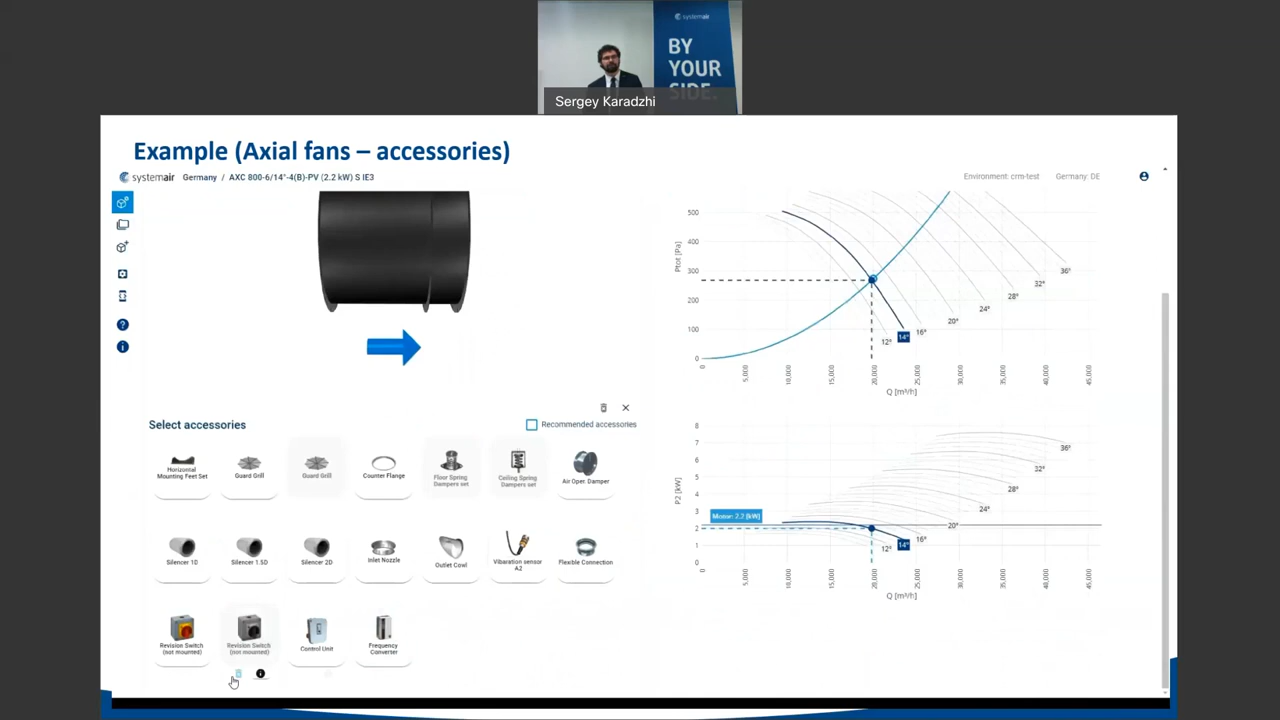 systemair
BY
YOUR
SIDE.
Sergey Karadzhi
Example (Axial fans – accessories)
systemair
Germany / AXC 800-6/14°-4(B)-PV (2.2 kW) S IE3
Environment: crm-test
Germany: DE
Select accessories
Recommended accessories
Horizontal
Mounting Feet Set
Guard Grill
Guard Grill
Counter Flange
Floor Spring
Dampers set
Ceiling Spring
Dampers set
Air Oper. Damper
Silencer 1D
Silencer 1.5D
Silencer 2D
Inlet Nozzle
Outlet Cowl
Vibaration sensor
A2
Flexible Connection
Revision Switch
(not mounted)
Revision Switch
(not mounted)
Control Unit
Frequency
Converter
Ptot [Pa]
500
400
300
200
100
0
36°
32°
28°
24°
20°
16°
14°
12°
0
5,000
10,000
15,000
20,000
25,000
30,000
35,000
40,000
45,000
Q [m³/h]
P2 [kW]
8
7
6
5
4
3
2
1
0
Motor: 2.2 [kW]
36°
32°
28°
24°
20°
16°
14°
12°
0
5,000
10,000
15,000
20,000
25,000
30,000
35,000
40,000
45,000
Q [m³/h]